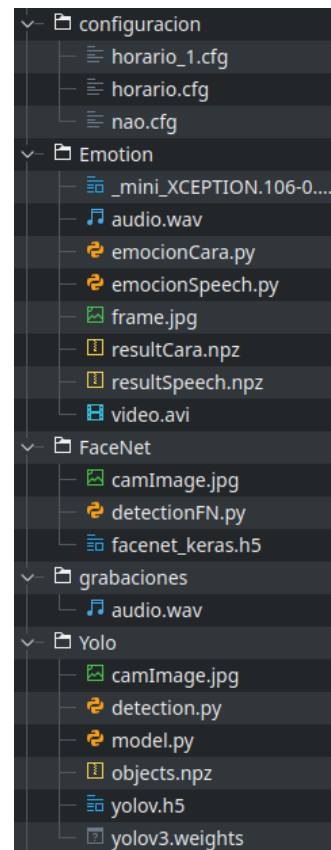 configuracion
horario_1.cfg
horario.cfg
nao.cfg
Emotion
_mini_XCEPTION.106-0....
audio.wav
emocionCara.py
emocionSpeech.py
frame.jpg
resultCara.npz
resultSpeech.npz
video.avi
FaceNet
camImage.jpg
detectionFN.py
facenet_keras.h5
grabaciones
audio.wav
Yolo
camImage.jpg
detection.py
model.py
objects.npz
yolov.h5
yolov3.weights